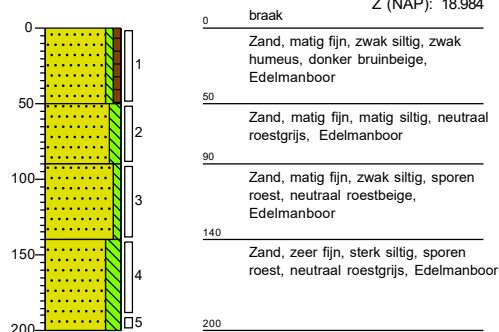 Z (NAP): 18.984
0
braak
0
Zand, matig fijn, zwak siltig, zwak
humeus, donker bruinbeige,
Edelmanboor
1
50
50
Zand, matig fijn, matig siltig, neutraal
roestgrijs, Edelmanboor
2
90
Zand, matig fijn, zwak siltig, sporen
roest, neutraal roestbeige,
Edelmanboor
100
3
140
Zand, zeer fijn, sterk siltig, sporen
roest, neutraal roestgrijs, Edelmanboor
150
4
5
200
200